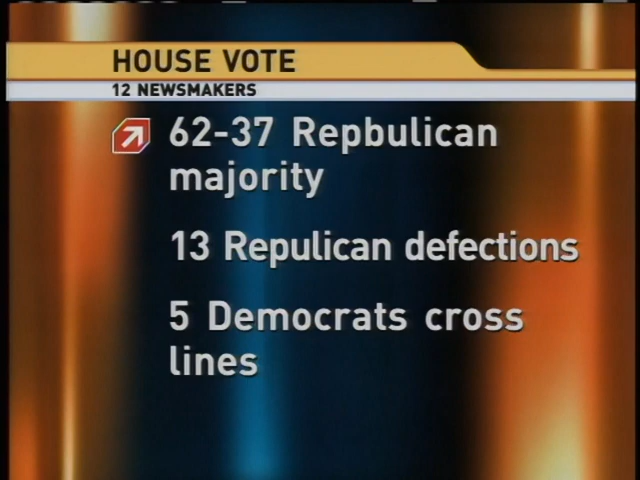 HOUSE VOTE
12 NEWSMAKERS
62-37 Repbulican
majority
13 Repulican defections
5 Democrats cross
lines